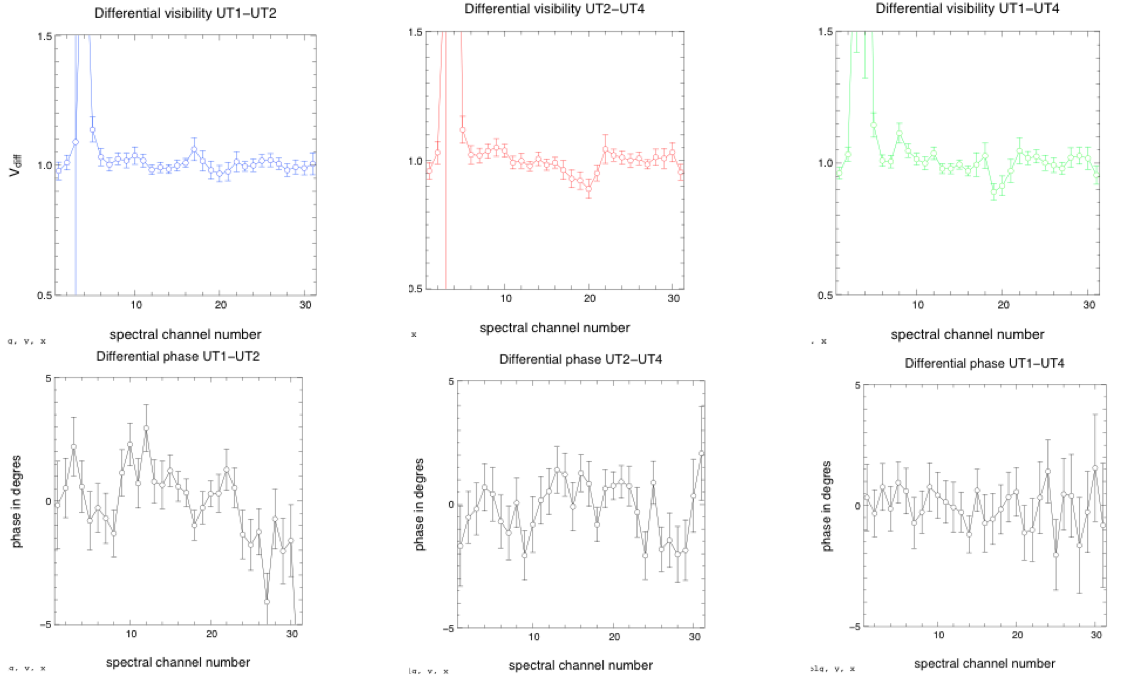 Differential visibility UT1–UT2
1.5
1.0
0.5
V diff
10
20
30
spectral channel number
q, y, x
Differential visibility UT2–UT4
1.5
1.0
0.5
10
20
30
spectral channel number
x
Differential visibility UT1–UT4
1.5
1.0
0.5
10
20
30
spectral channel number
, x
Differential phase UT1–UT2
5
0
–5
phase in degres
10
20
30
spectral channel number
q, y, x
Differential phase UT2–UT4
5
0
–5
phase in degres
10
20
30
spectral channel number
lq, y, x
Differential phase UT1–UT4
5
0
–5
phase in degres
10
20
30
spectral channel number
plq, y, x